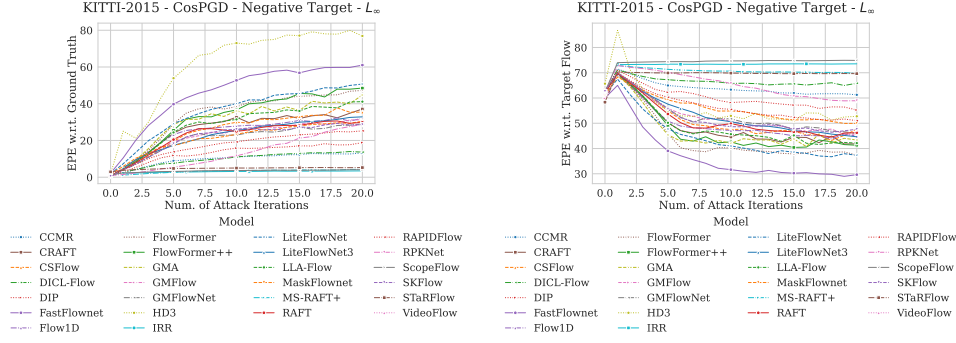 KITTI-2015 - CosPGD - Negative Target - L∞
EPE w.r.t. Ground Truth
80
60
40
20
0
0.0 2.5 5.0 7.5 10.0 12.5 15.0 17.5 20.0
Num. of Attack Iterations
Model
CCMR FlowFormer LiteFlowNet RAPIDFlow
CRAFT FlowFormer++ LiteFlowNet3 RPKNet
CSFlow GMA LLA-Flow ScopeFlow
DICL-Flow GMFlow MaskFlownet SKFlow
DIP GMFlowNet MS-RAFT+ STaRFlow
FastFlownet HD3 RAFT VideoFlow
Flow1D IRR
KITTI-2015 - CosPGD - Negative Target - L∞
EPE w.r.t. Target Flow
70
60
50
40
30
0.0 2.5 5.0 7.5 10.0 12.5 15.0 17.5 20.0
Num. of Attack Iterations
Model
CCMR FlowFormer LiteFlowNet RAPIDFlow
CRAFT FlowFormer++ LiteFlowNet3 RPKNet
CSFlow GMA LLA-Flow ScopeFlow
DICL-Flow GMFlow MaskFlownet SKFlow
DIP GMFlowNet MS-RAFT+ STaRFlow
FastFlownet HD3 RAFT VideoFlow
Flow1D IRR